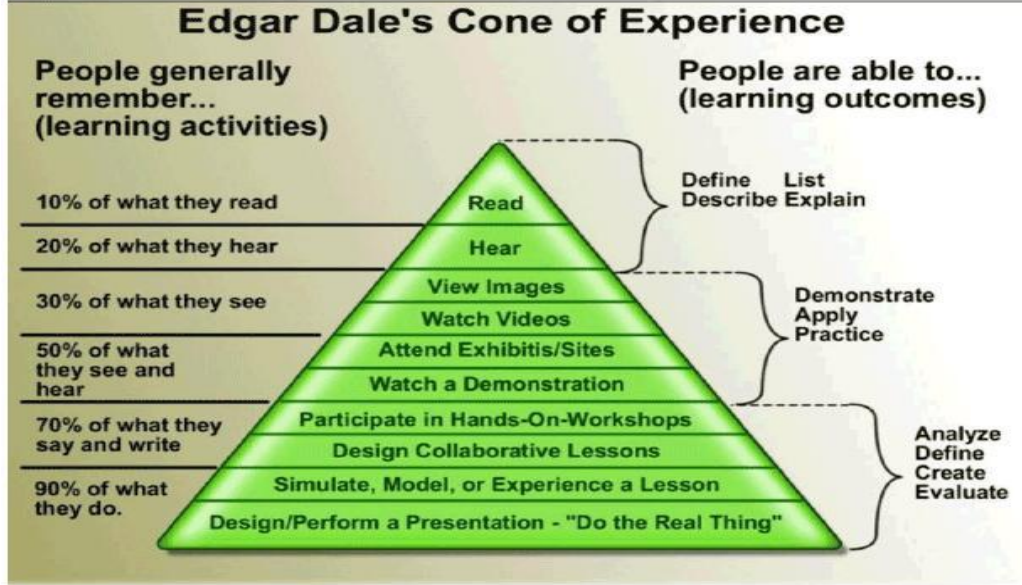 Edgar Dale's Cone of Experience
People generally
remember...
(learning activities)
10% of what they read
20% of what they hear
30% of what they see
50% of what
they see and
hear
70% of what they
say and write
90% of what
they do.
Read
Hear
View Images
Watch Videos
Attend Exhibitis/Sites
Watch a Demonstration
Participate in Hands-On-Workshops
Design Collaborative Lessons
Simulate, Model, or Experience a Lesson
Design/Perform a Presentation - "Do the Real Thing"
People are able to...
(learning outcomes)
Define List
Describe Explain
Demonstrate
Apply
Practice
Analyze
Define
Create
Evaluate